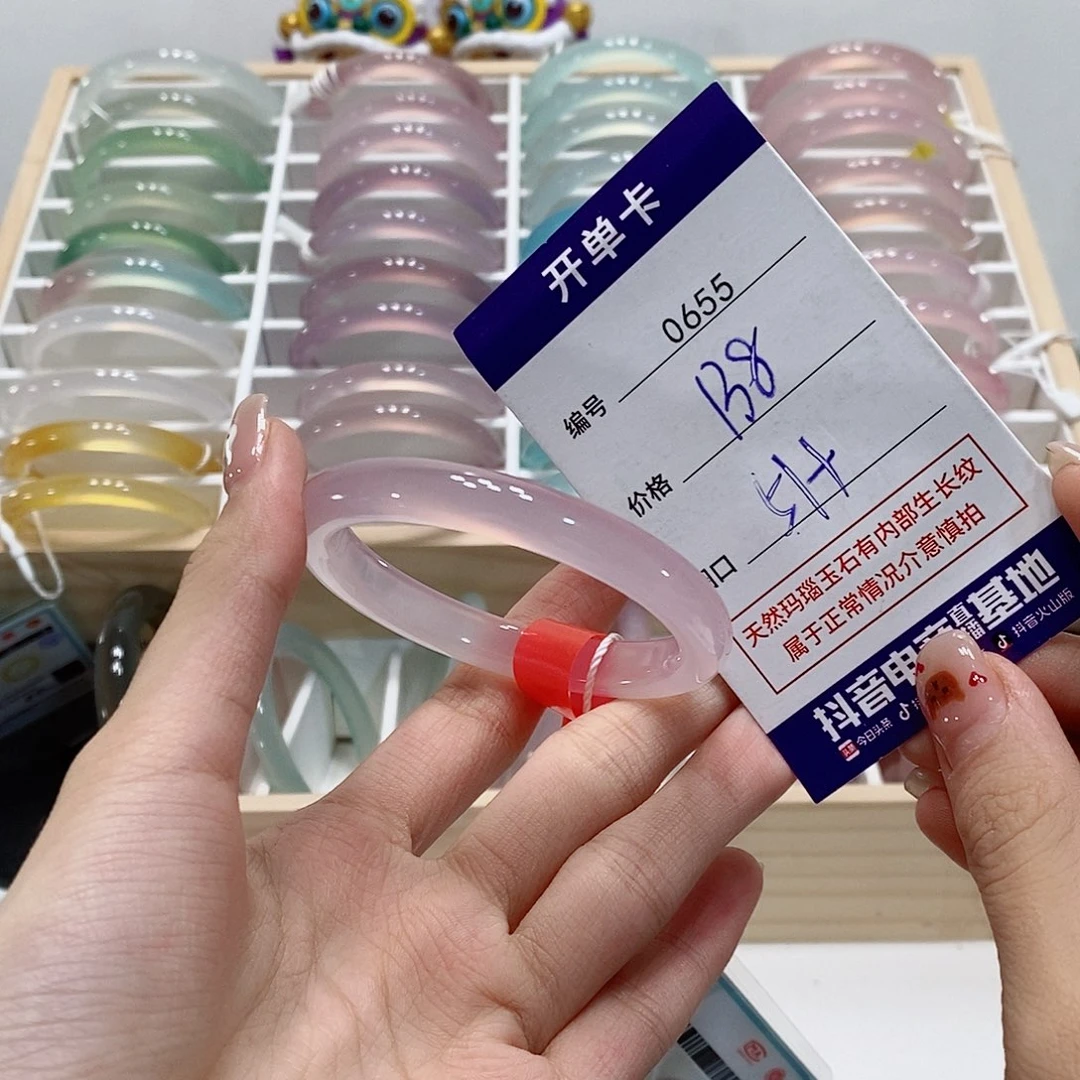 开单卡
编号 0655
价格 B8
口
天然玛瑙玉石有内部生长纹
属于正常情况介意慎拍
抖音电商直播基地
今日头条
抖音火山版